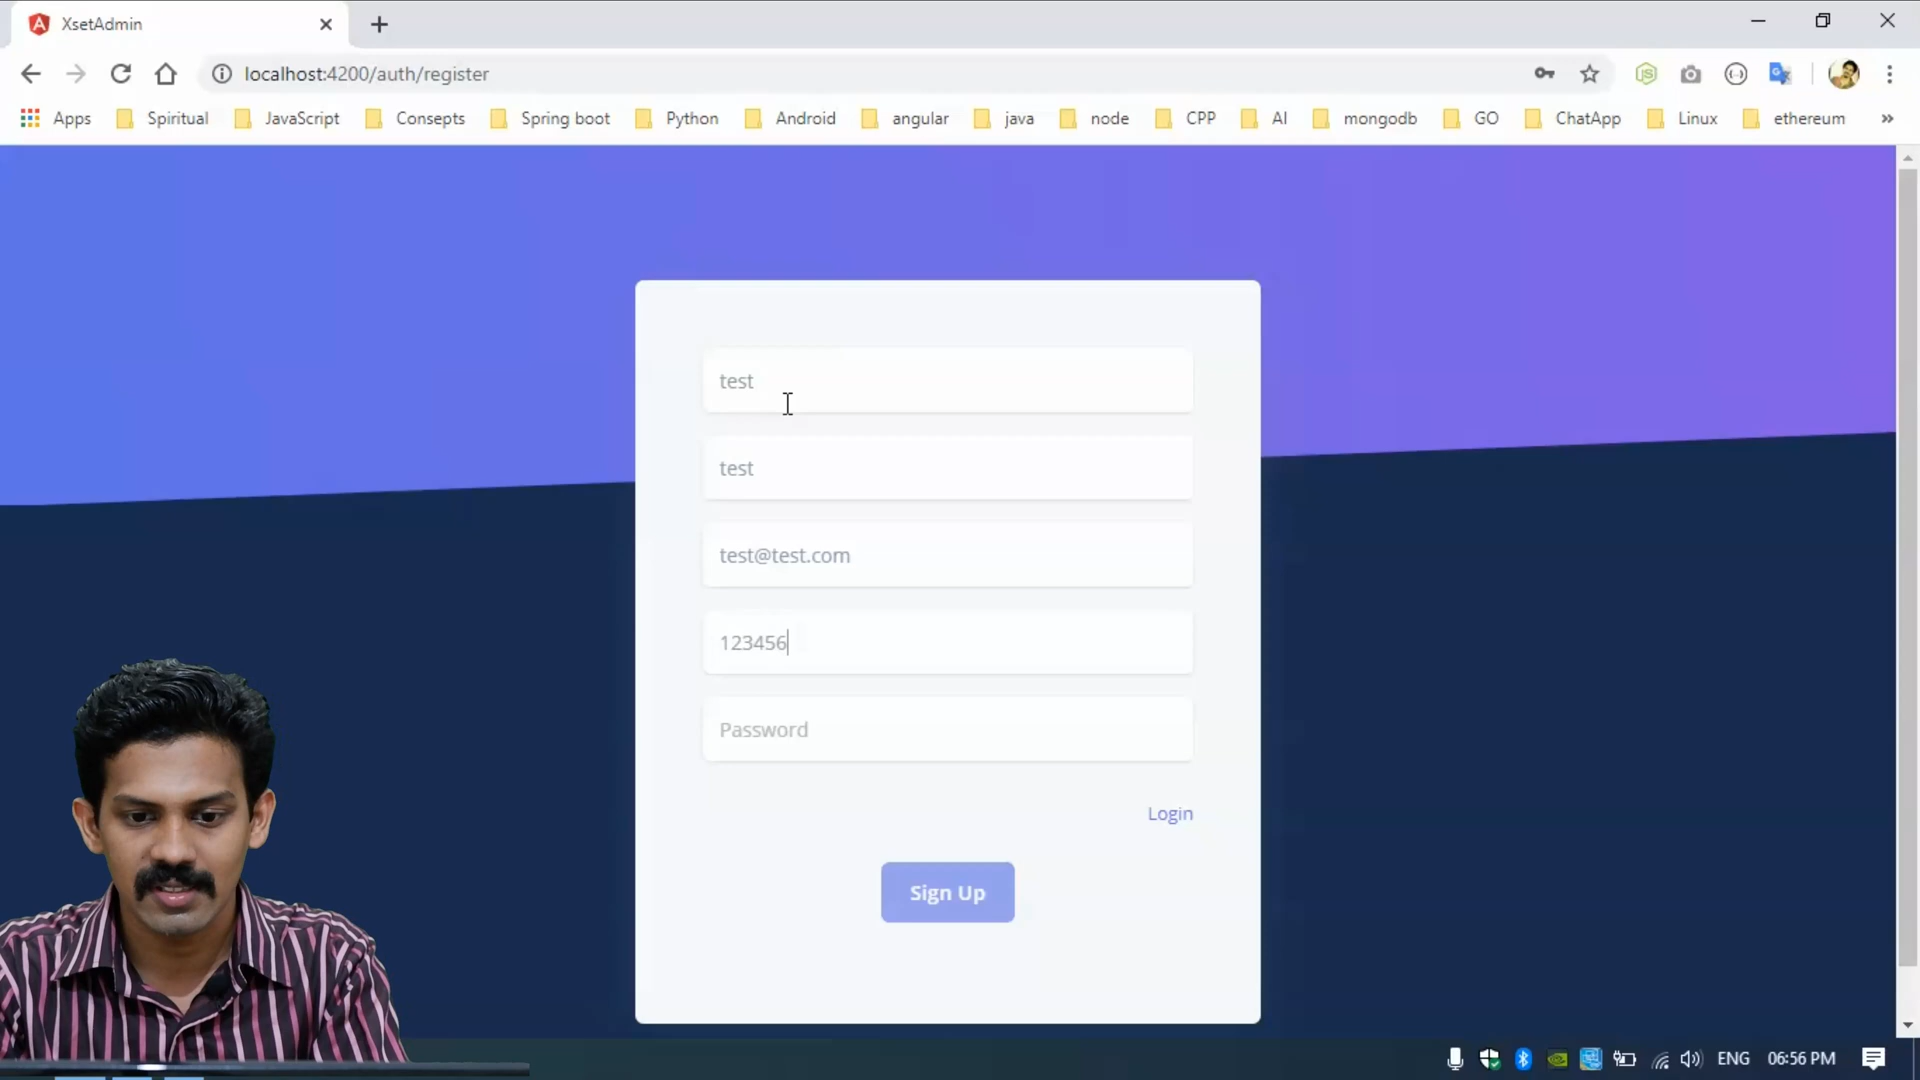 XsetAdmin
localhost:4200/auth/register
Apps Spiritual JavaScript Consepts Spring boot Python Android angular java node CPP AI mongodb GO ChatApp Linux ethereum »
test
test
test@test.com
123456
Password
Login
Sign Up
ENG 06:56 PM